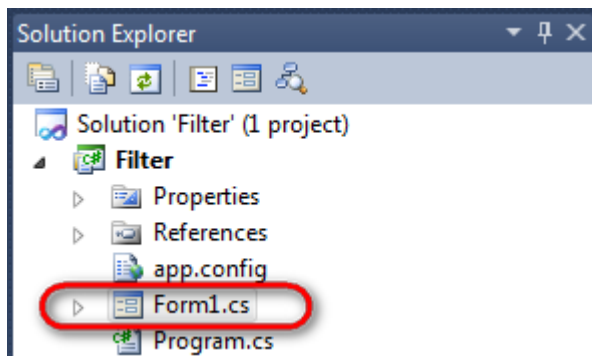 Solution Explorer
Solution 'Filter' (1 project)
C# Filter
Properties
References
app.config
Form1.cs
C# Program.cs